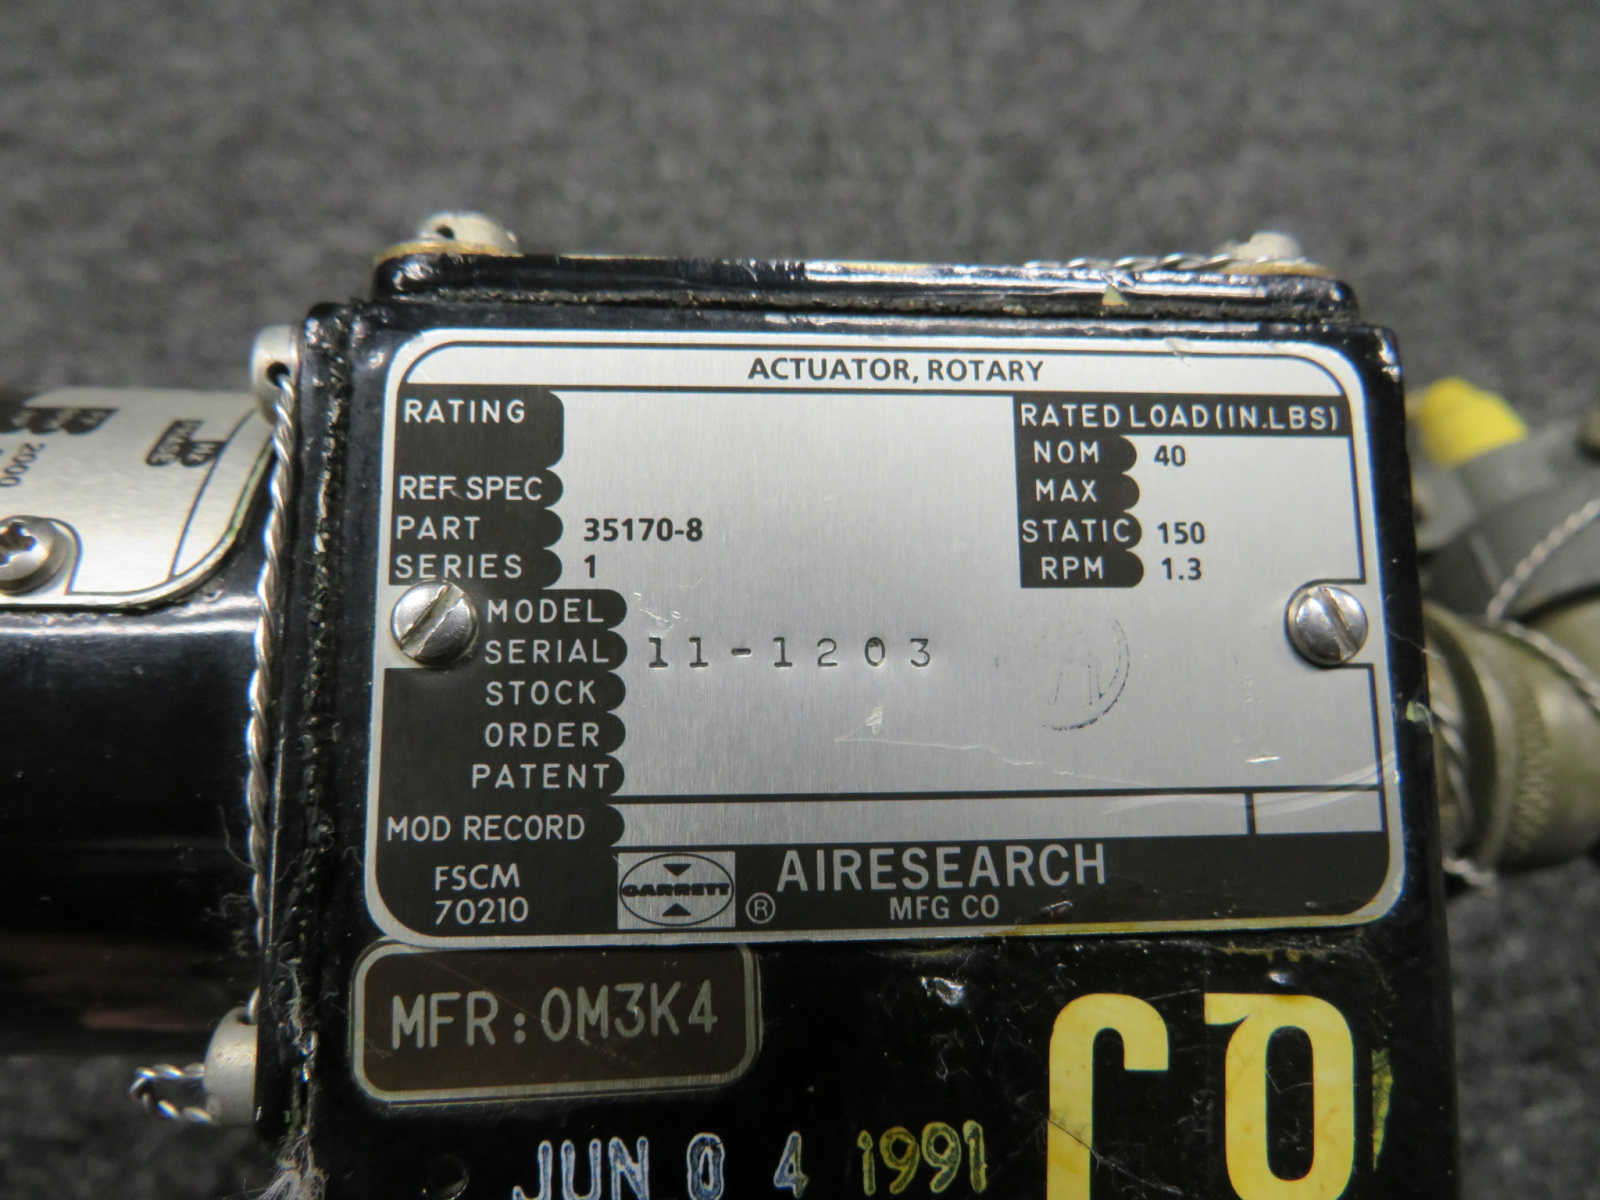 ACTUATOR, ROTARY
RATING
RATED LOAD (IN.LBS)
NOM 40
REF SPEC
MAX
PART 35170-8
STATIC 150
SERIES 1
RPM 1.3
MODEL
SERIAL 11-1203
STOCK
ORDER
PATENT
MOD RECORD
FSCM
70210
GARRETT
® AIRESEARCH
MFG CO
MFR: 0M3K4
JUN 04 1991
2000